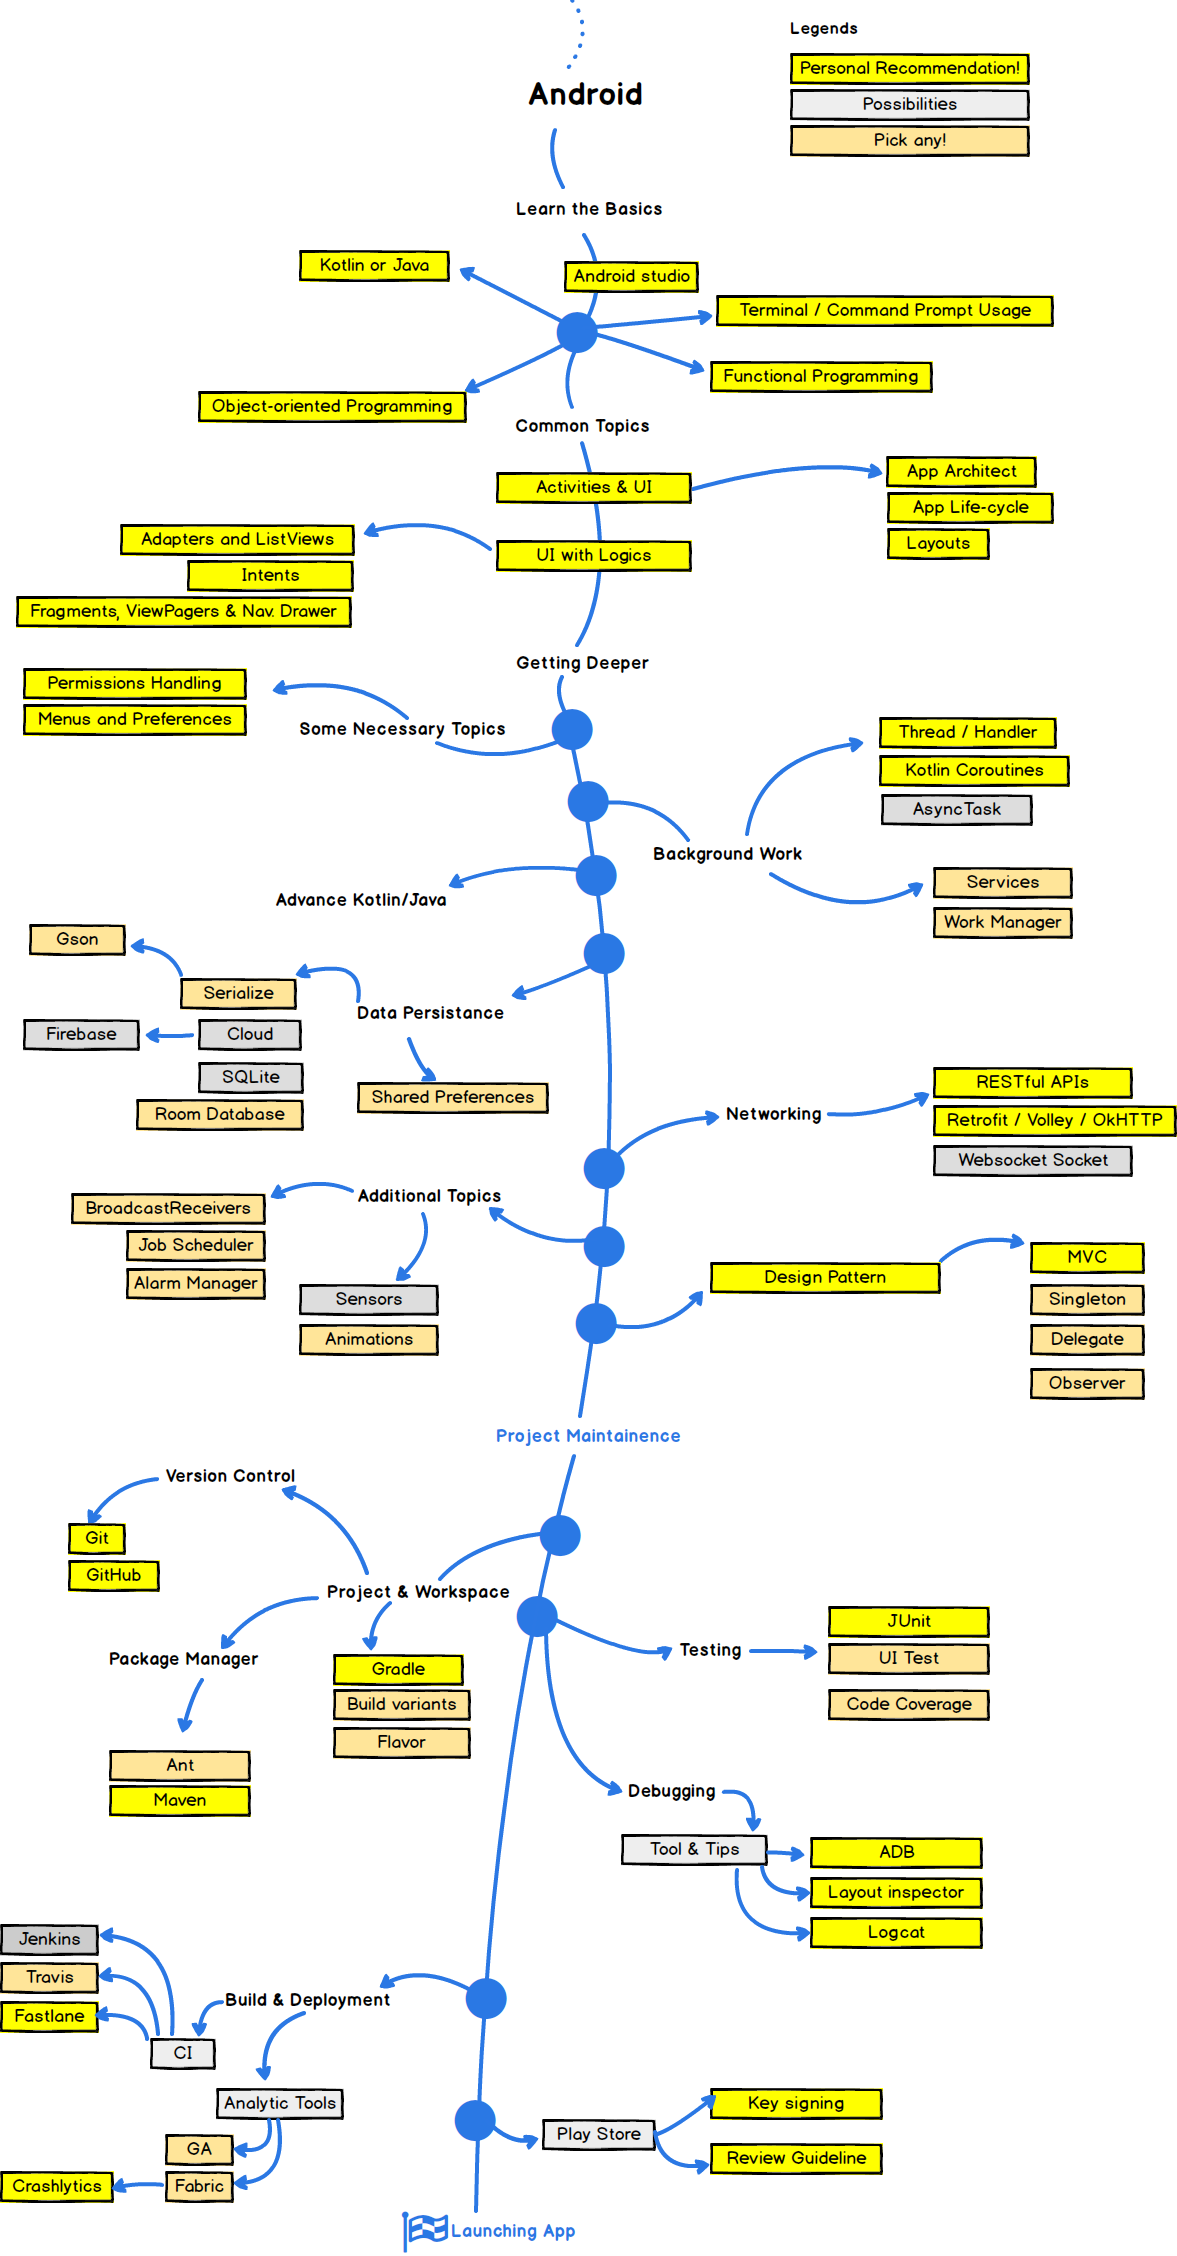 Legends
Personal Recommendation!
Possibilities
Pick any!
Android
Learn the Basics
Kotlin or Java
Android studio
Terminal / Command Prompt Usage
Functional Programming
Object-oriented Programming
Common Topics
Activities & UI
App Architect
App Life-cycle
Layouts
UI with Logics
Adapters and ListViews
Intents
Fragments, ViewPagers & Nav. Drawer
Getting Deeper
Some Necessary Topics
Permissions Handling
Menus and Preferences
Background Work
Thread / Handler
Kotlin Coroutines
AsyncTask
Services
Work Manager
Advance Kotlin/Java
Data Persistance
Gson
Serialize
Firebase
Cloud
SQLite
Room Database
Shared Preferences
Networking
RESTful APIs
Retrofit / Volley / OkHTTP
Websocket Socket
Additional Topics
BroadcastReceivers
Job Scheduler
Alarm Manager
Sensors
Animations
Design Pattern
MVC
Singleton
Delegate
Observer
Project Maintainence
Version Control
Git
GitHub
Project & Workspace
Package Manager
Ant
Maven
Gradle
Build variants
Flavor
Testing
JUnit
UI Test
Code Coverage
Debugging
Tool & Tips
ADB
Layout inspector
Logcat
Build & Deployment
Jenkins
Travis
Fastlane
CI
Analytic Tools
GA
Fabric
Crashlytics
Play Store
Key signing
Review Guideline
Launching App